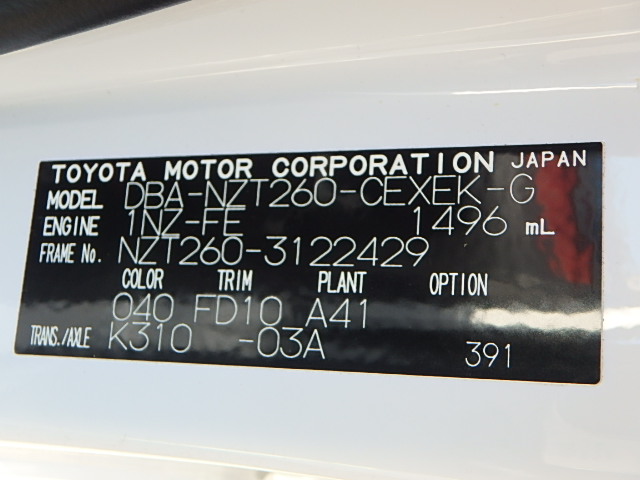 TOYOTA MOTOR CORPORATION JAPAN
MODEL DBA-NZT260-CEXEK-G
ENGINE 1NZ-FE 1496 mL
FRAME No. NZT260-3122429
COLOR TRIM PLANT OPTION
040 FD10 A41
TRANS./AXLE K310 -03A 391